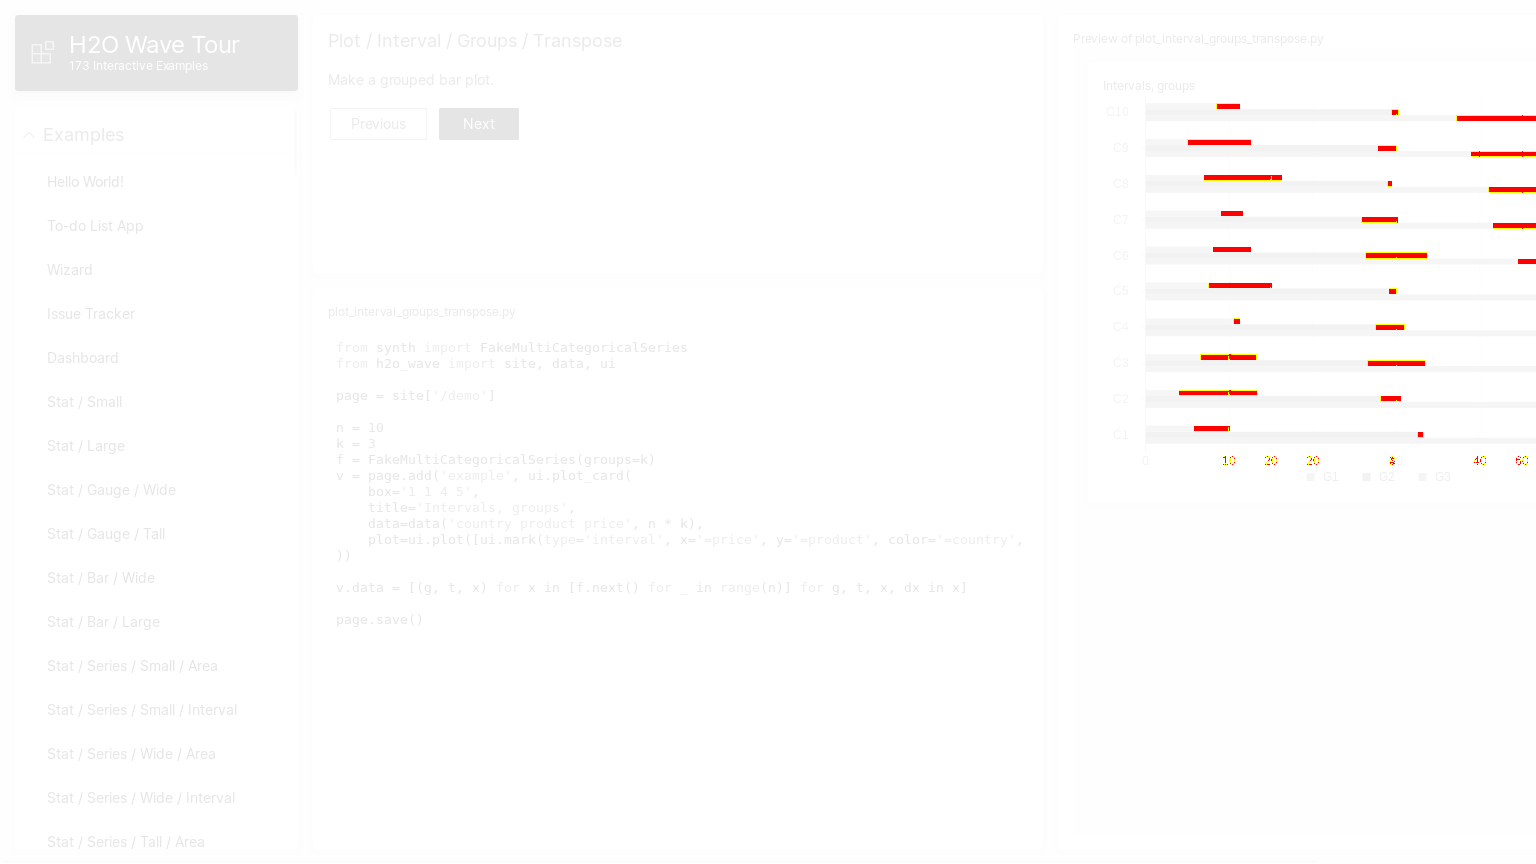 H2O Wave Tour
173 Interactive Examples
Examples
Hello World!
To-do List App
Wizard
Issue Tracker
Dashboard
Stat / Small
Stat / Large
Stat / Gauge / Wide
Stat / Gauge / Tall
Stat / Bar / Wide
Stat / Bar / Large
Stat / Series / Small / Area
Stat / Series / Small / Interval
Stat / Series / Wide / Area
Stat / Series / Wide / Interval
Stat / Series / Tall / Area
Plot / Interval / Groups / Transpose
Make a grouped bar plot.
Previous
Next
plot_interval_groups_transpose.py
from synth import FakeMultiCategoricalSeries
from h2o_wave import site, data, ui
page = site['/demo']
n = 10
k = 3
f = FakeMultiCategoricalSeries(groups=k)
v = page.add('example', ui.plot_card(
box='1 1 4 5',
title='Intervals, groups',
data=data('country product price', n * k),
plot=ui.plot([ui.mark(type='interval', x='=price', y='=product', color='=country',
))
v.data = [(g, t, x) for x in [f.next() for _ in range(n)] for g, t, x, dx in x]
page.save()
Preview of plot_interval_groups_transpose.py
Intervals, groups
C10
C9
C8
C7
C6
C5
C4
C3
C2
C1
0 10 20 20 40 60
G1 G2 G3